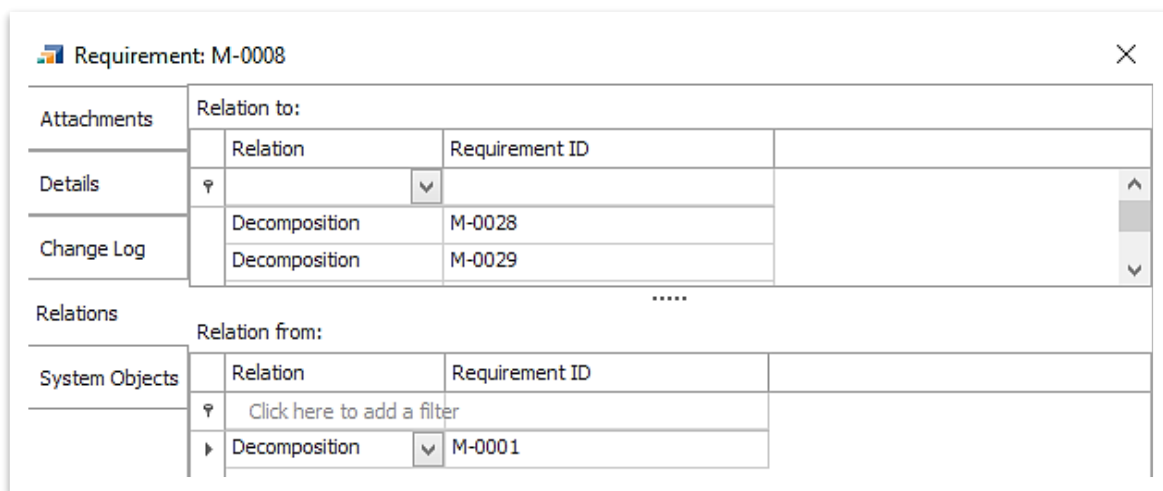 Requirement: M-0008
Attachments
Details
Change Log
Relations
System Objects
Relation to:
Relation Requirement ID
Decomposition M-0028
Decomposition M-0029
Relation from:
Relation Requirement ID
Click here to add a filter
Decomposition M-0001